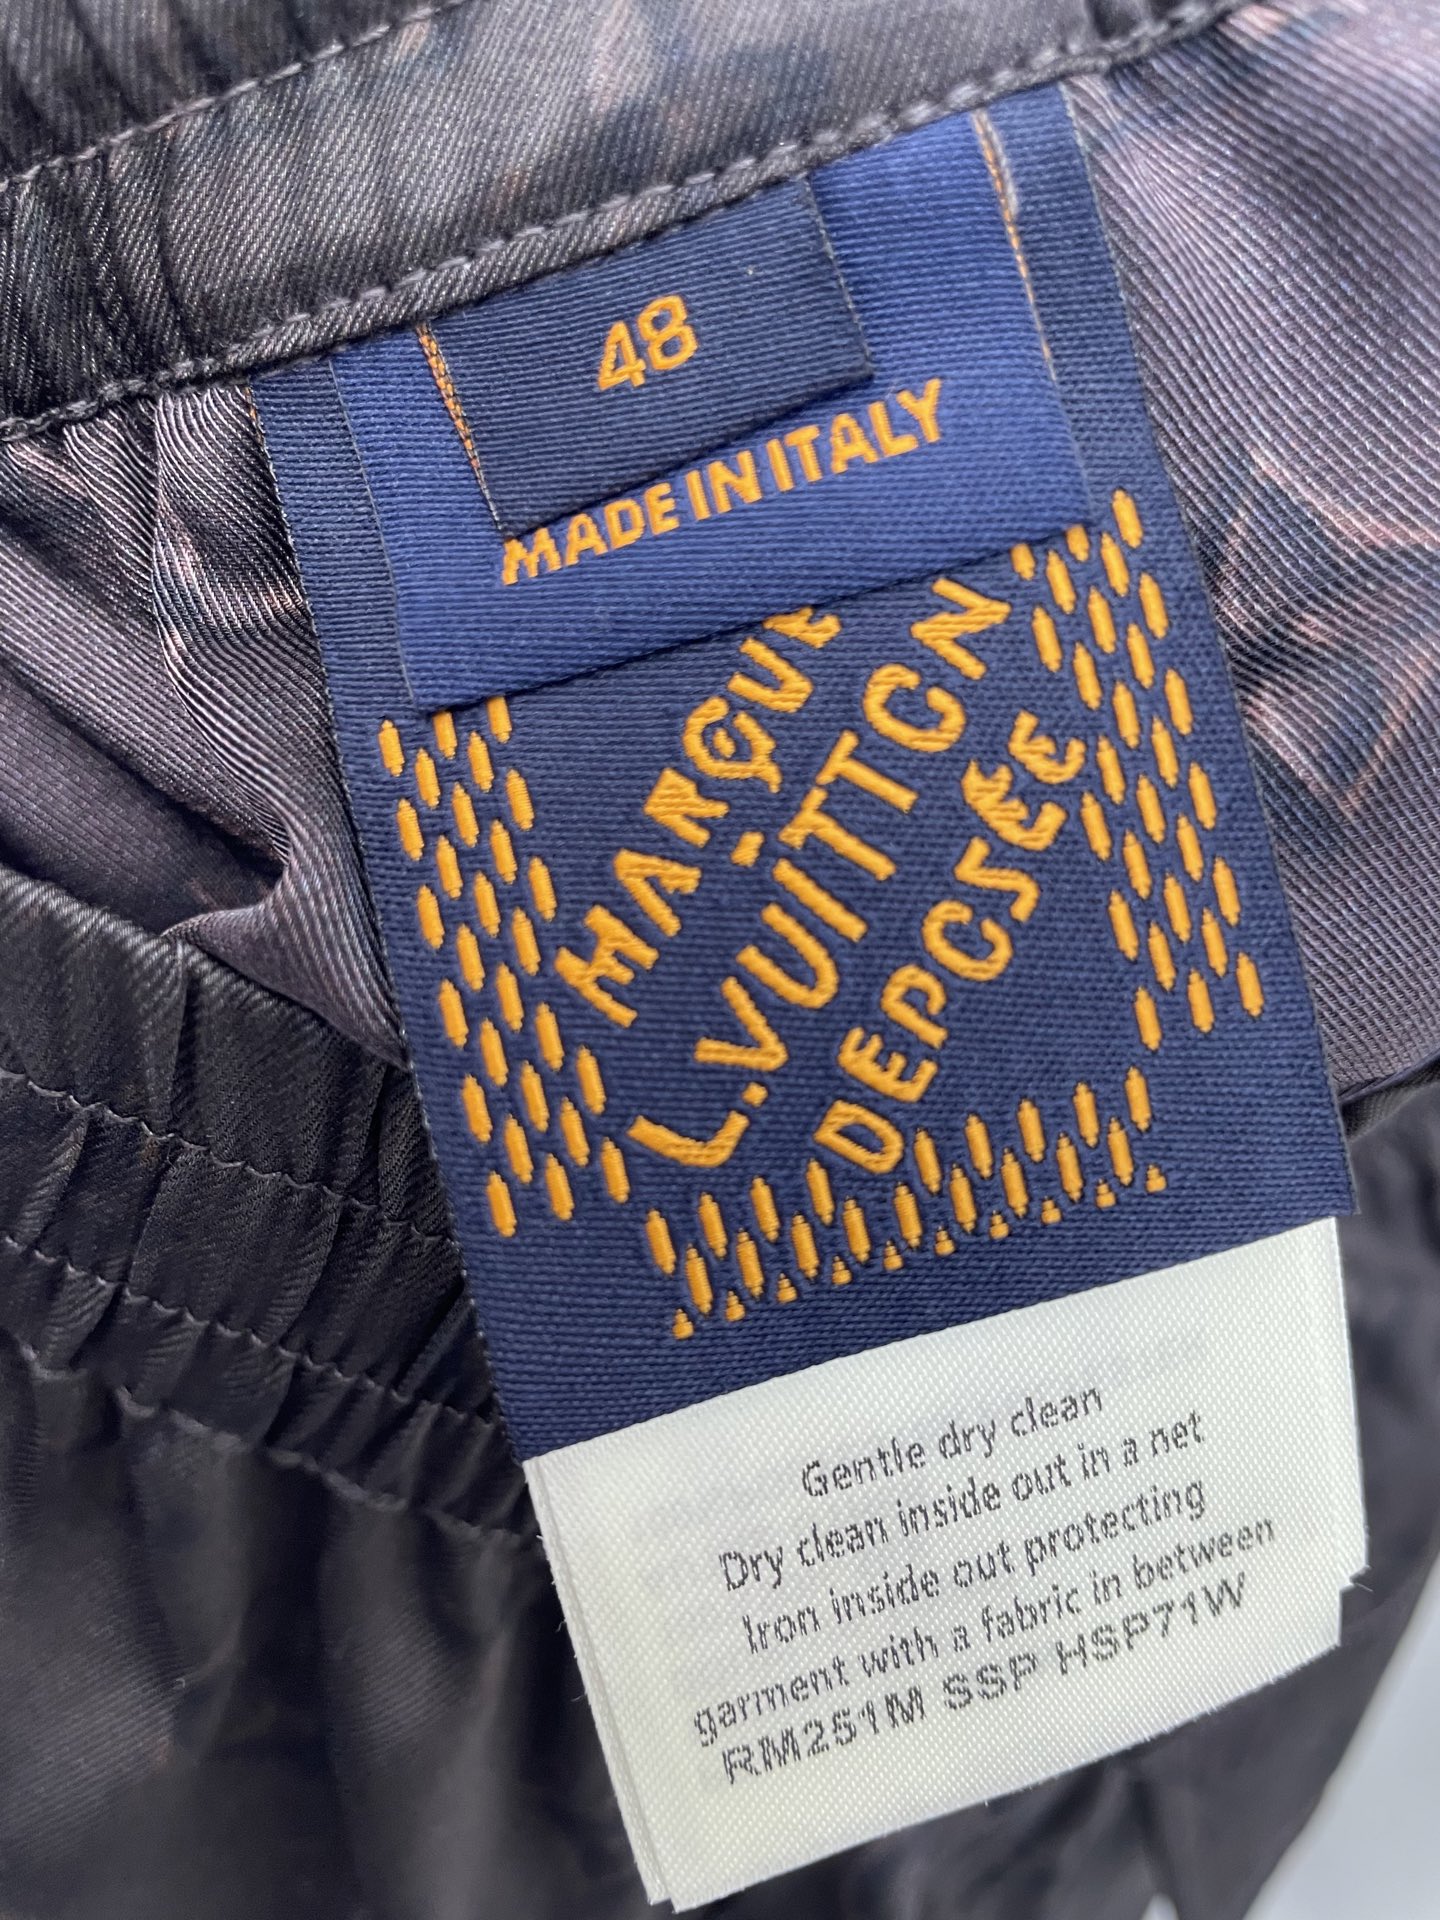 48
MADE IN ITALY
MARQUE
L.VUITTON
DEPOSEE
Gentle dry clean
Dry clean inside out in a net
Iron inside out protecting
garment with a fabric in between
RM251M SSP HSP71W